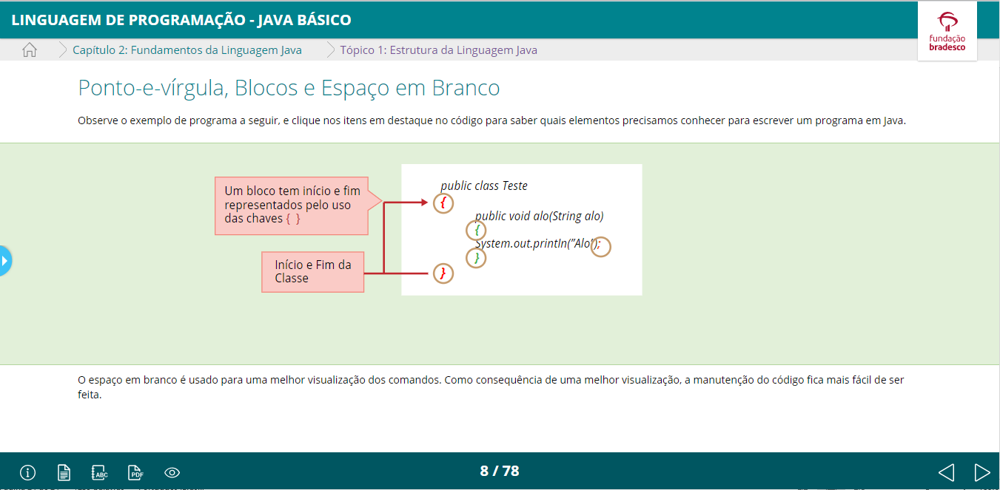 LINGUAGEM DE PROGRAMAÇÃO - JAVA BÁSICO
fundação
bradesco
Capítulo 2: Fundamentos da Linguagem Java
Tópico 1: Estrutura da Linguagem Java
Ponto-e-vírgula, Blocos e Espaço em Branco
Observe o exemplo de programa a seguir, e clique nos itens em destaque no código para saber quais elementos precisamos conhecer para escrever um programa em Java.
Um bloco tem início e fim
representados pelo uso
das chaves { }
Início e Fim da
Classe
public class Teste
{
public void alo(String alo)
{
System.out.println("Alo");
}
}
O espaço em branco é usado para uma melhor visualização dos comandos. Como consequência de uma melhor visualização, a manutenção do código fica mais fácil de ser
feita.
ABC
PDF
8 / 78